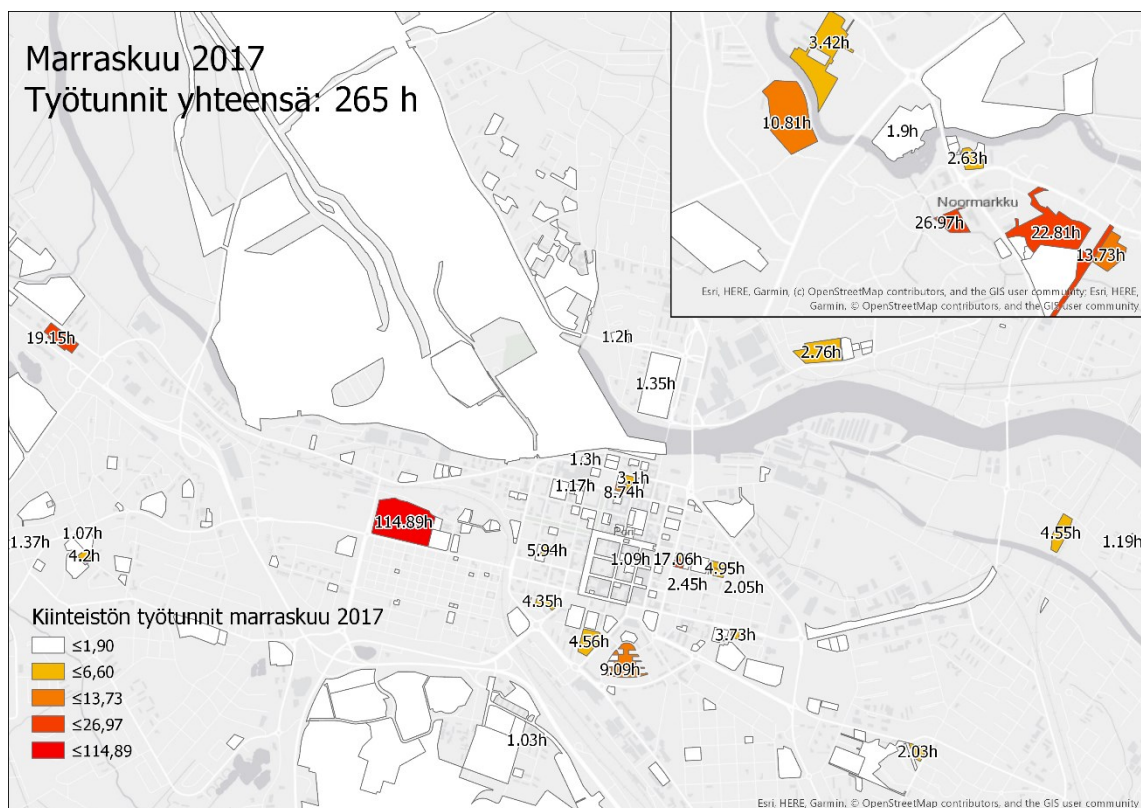 Marraskuu 2017
Työtunnit yhteensä: 265 h
3.42h
10.81h
1.9h
2.63h
Noormarkku
26.97h
22.81h
13.73h
Esri, HERE, Garmin, (c) OpenStreetMap contributors, and the GIS user community; Esri, HERE,
Garmin, © OpenStreetMap contributors, and the GIS user community
19.15h
1.2h
2.76h
1.35h
1.3h
3.1h
1.17h
8.74h
114.89h
Pori
4.55h
1.19h
1.07h
1.37h
4.2h
5.94h
1.09h
17.06h
4.95h
2.45h
2.05h
4.35h
3.73h
4.56h
9.09h
Kiinteistön työtunnit marraskuu 2017
≤1,90
≤6,60
≤13,73
≤26,97
≤114,89
1.03h
2.03h
Esri, HERE, Garmin, © OpenStreetMap contributors, and the GIS user community